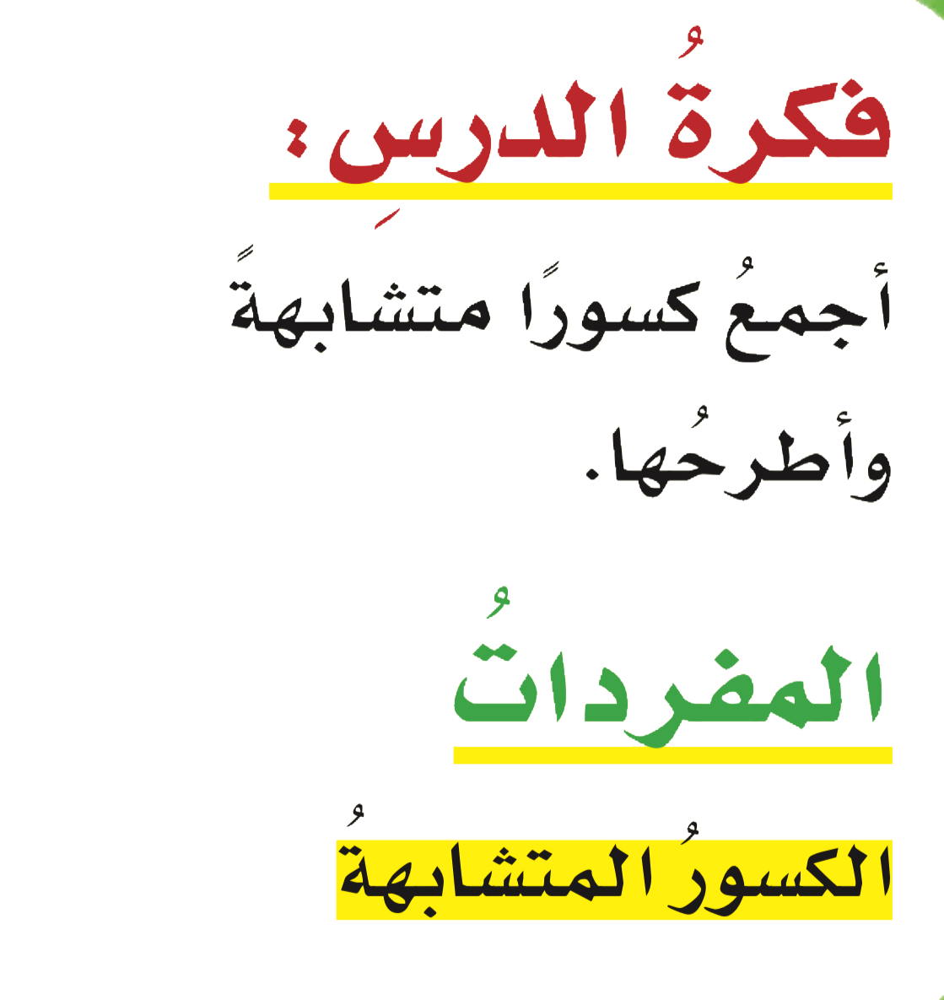 فكرةُ الدرسِ :
أجمعُ كسورًا متشابهةً
وأطرحُها.
المفرداتُ
الكسورُ المتشابهةُ